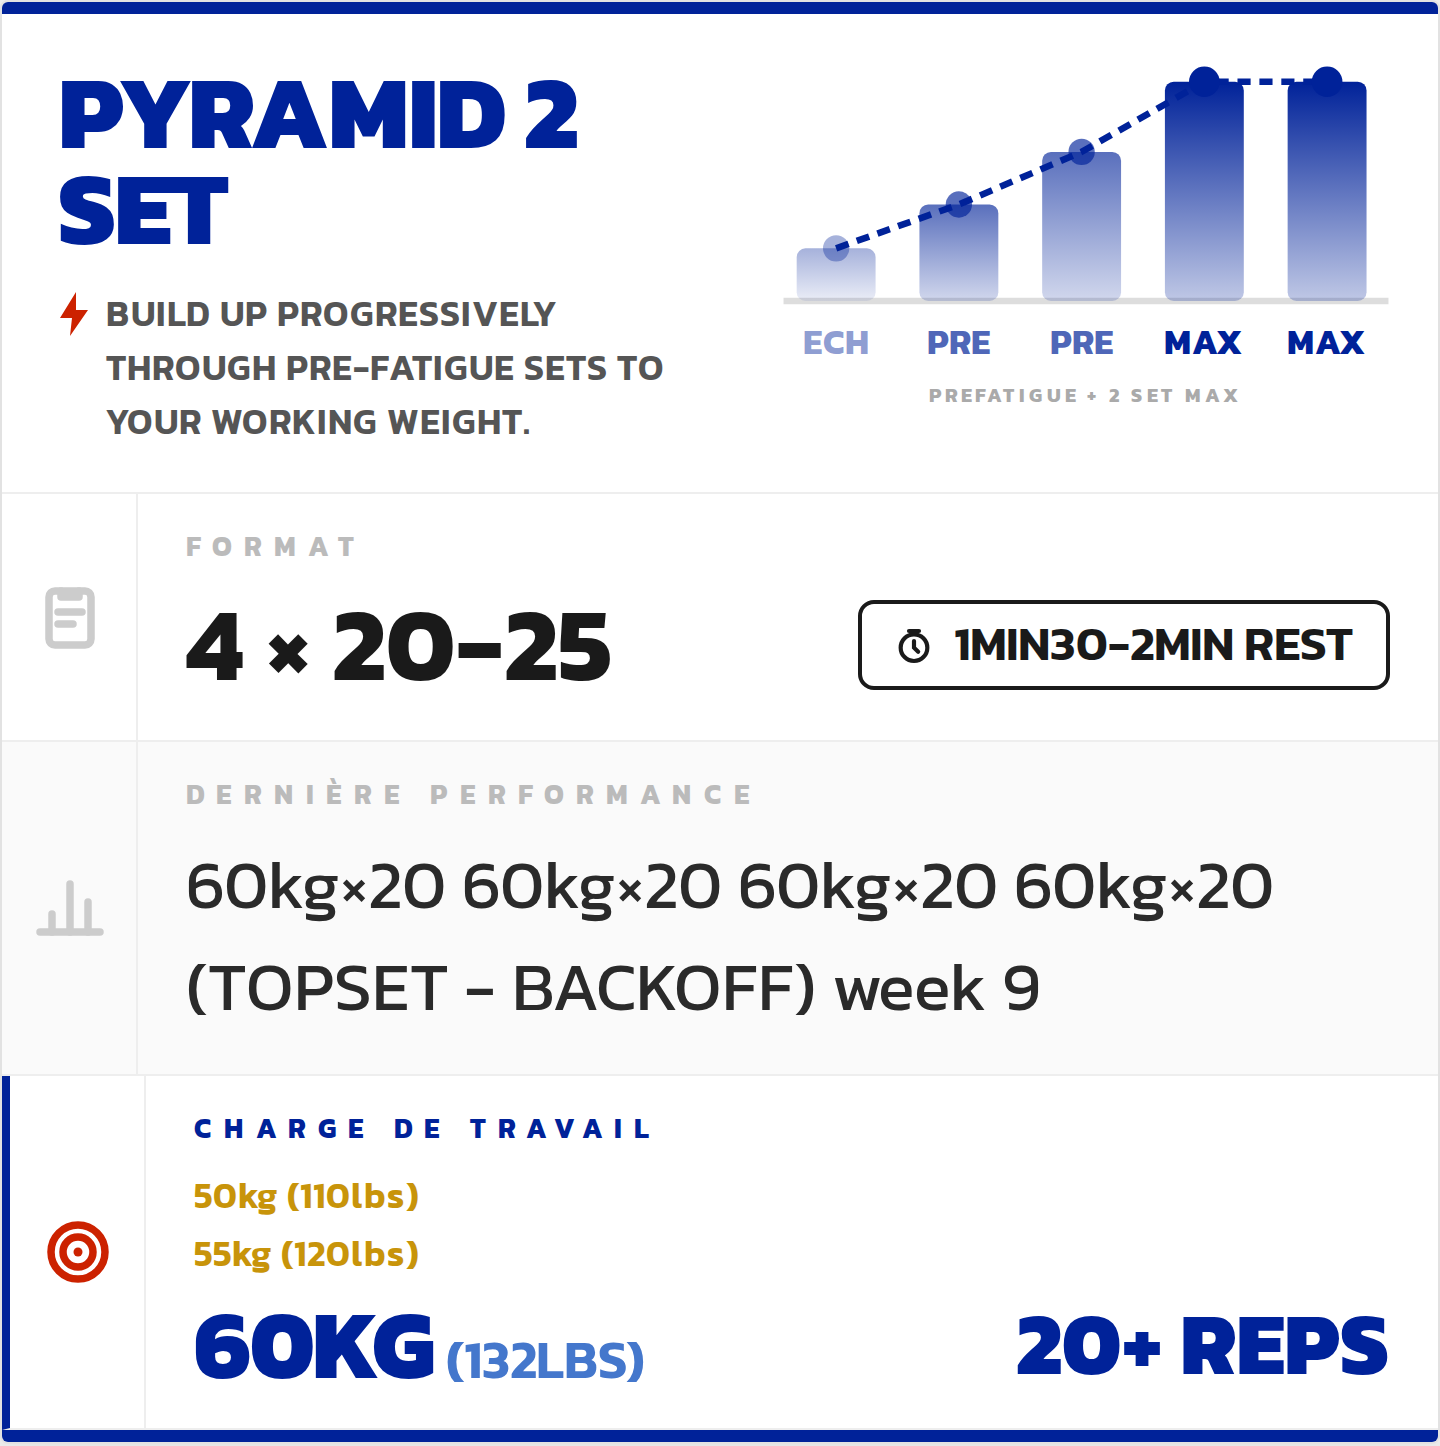 PYRAMID 2
SET
BUILD UP PROGRESSIVELY
THROUGH PRE-FATIGUE SETS TO
YOUR WORKING WEIGHT.
ECH PRE PRE MAX MAX
PREFATIGUE + 2 SET MAX
FORMAT
4 × 20-25
1MIN30-2MIN REST
DERNIÈRE PERFORMANCE
60kg×20 60kg×20 60kg×20 60kg×20
(TOPSET - BACKOFF) week 9
CHARGE DE TRAVAIL
50kg (110lbs)
55kg (120lbs)
60KG (132LBS)
20+ REPS